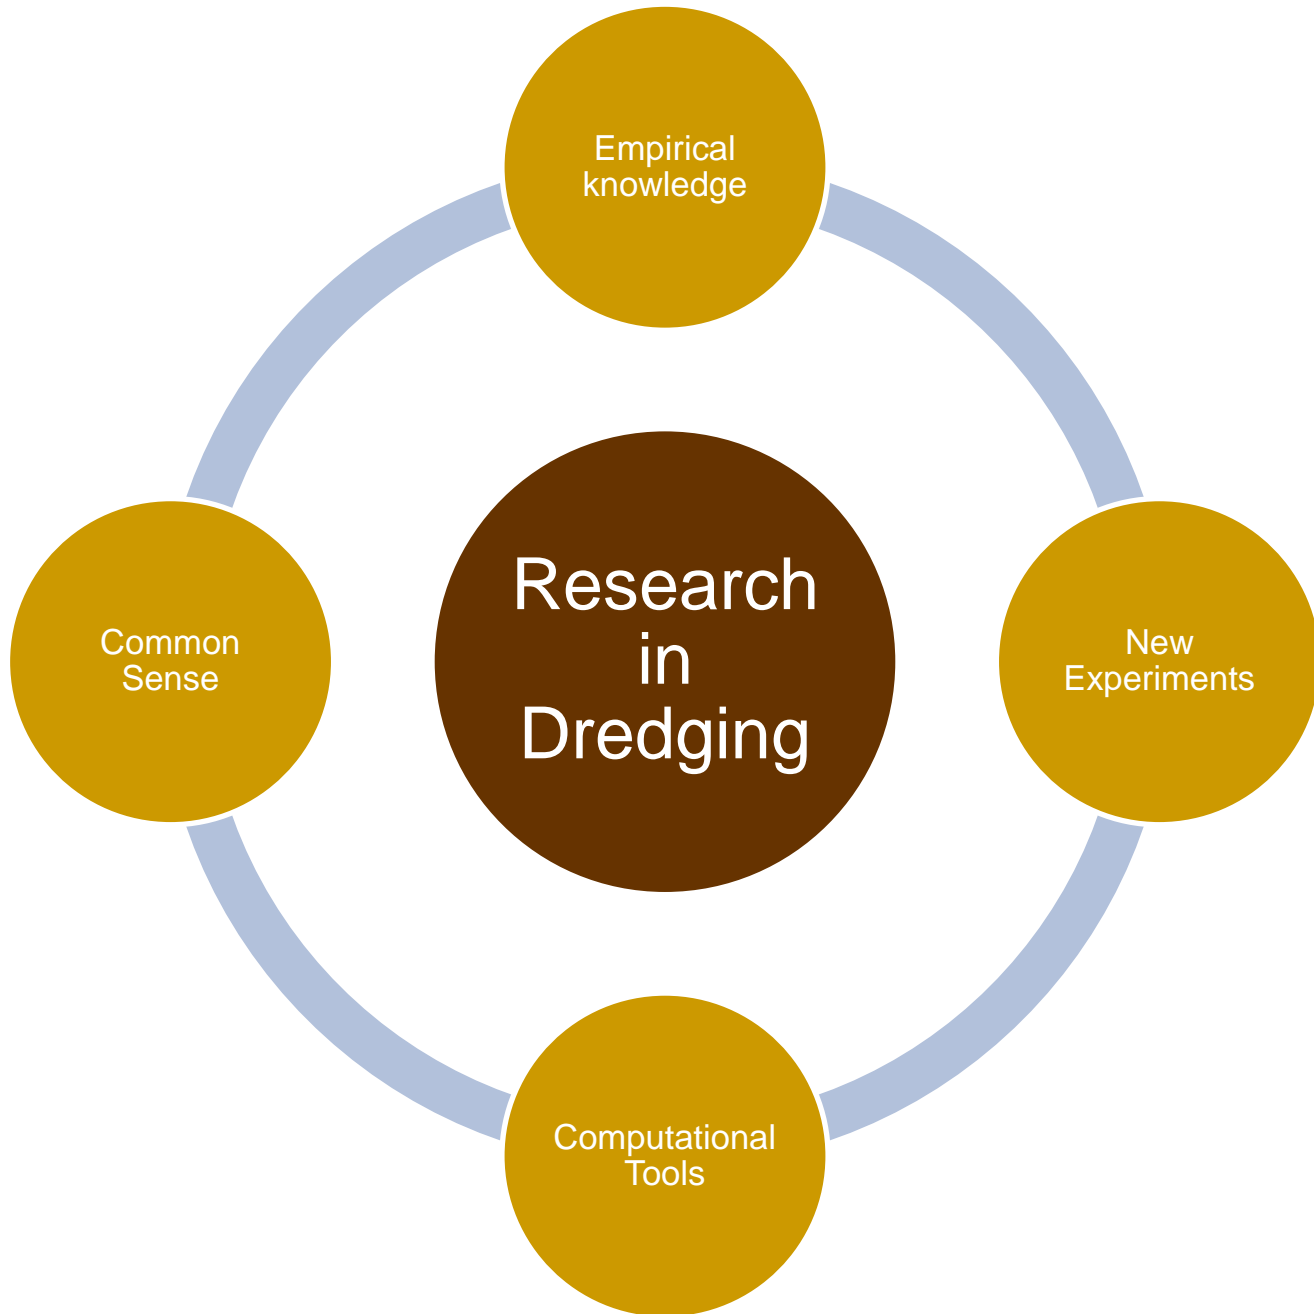 Empirical
knowledge
Common
Sense
Research
in
Dredging
New
Experiments
Computational
Tools